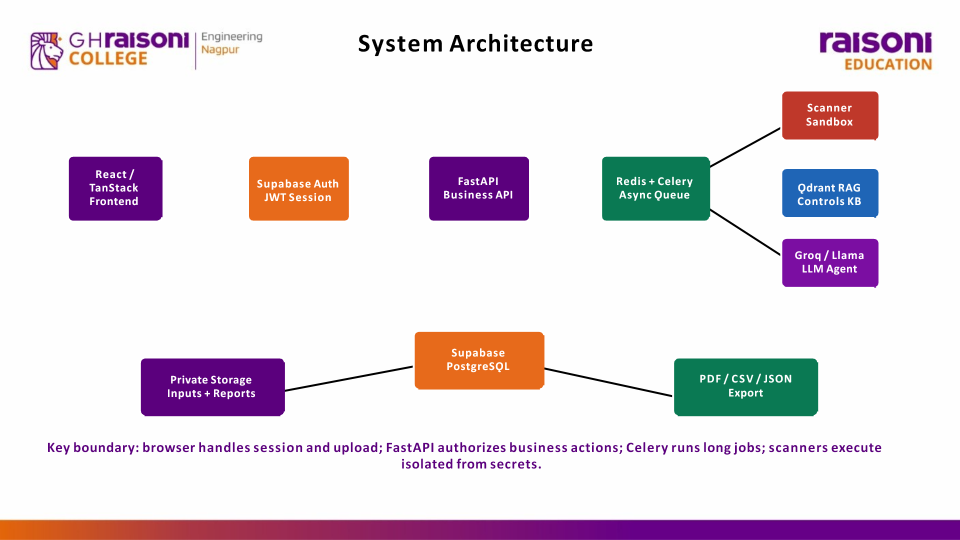 GHraisoni
COLLEGE
Engineering
Nagpur
System Architecture
raisoni
EDUCATION
Scanner
Sandbox
React /
TanStack
Frontend
Supabase Auth
JWT Session
FastAPI
Business API
Redis + Celery
Async Queue
Qdrant RAG
Controls KB
Groq / Llama
LLM Agent
Supabase
PostgreSQL
Private Storage
Inputs + Reports
PDF / CSV / JSON
Export
Key boundary: browser handles session and upload; FastAPI authorizes business actions; Celery runs long jobs; scanners execute
isolated from secrets.